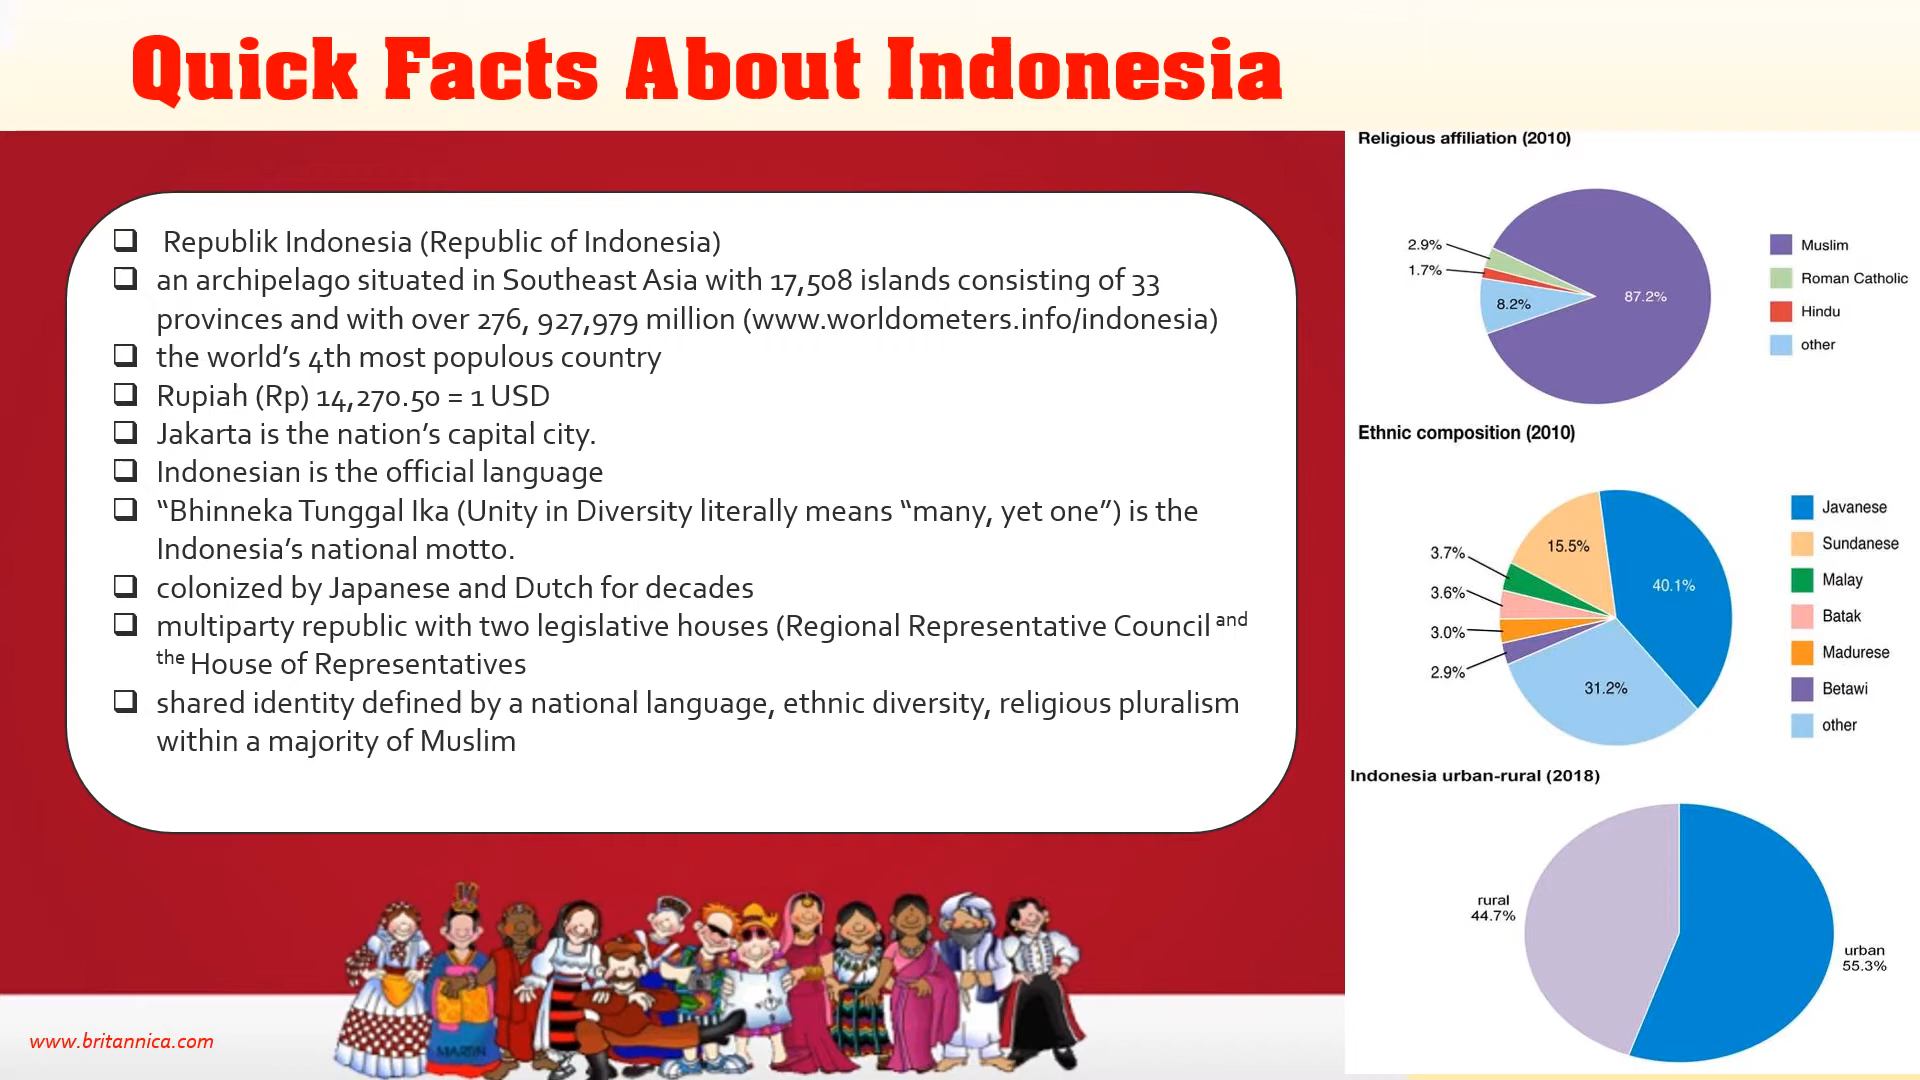 Quick Facts About Indonesia
Republik Indonesia (Republic of Indonesia)
an archipelago situated in Southeast Asia with 17,508 islands consisting of 33
provinces and with over 276, 927,979 million (www.worldometers.info/indonesia)
the world’s 4th most populous country
Rupiah (Rp) 14,270.50 = 1 USD
Jakarta is the nation’s capital city.
Indonesian is the official language
“Bhinneka Tunggal Ika (Unity in Diversity literally means “many, yet one”) is the
Indonesia’s national motto.
colonized by Japanese and Dutch for decades
multiparty republic with two legislative houses (Regional Representative Council and
the House of Representatives
shared identity defined by a national language, ethnic diversity, religious pluralism
within a majority of Muslim
www.britannica.com
MARTIN
Religious affiliation (2010)
2.9%
1.7%
8.2%
87.2%
Muslim
Roman Catholic
Hindu
other
Ethnic composition (2010)
15.5%
3.7%
3.6%
3.0%
2.9%
40.1%
31.2%
Javanese
Sundanese
Malay
Batak
Madurese
Betawi
other
Indonesia urban-rural (2018)
rural
44.7%
urban
55.3%